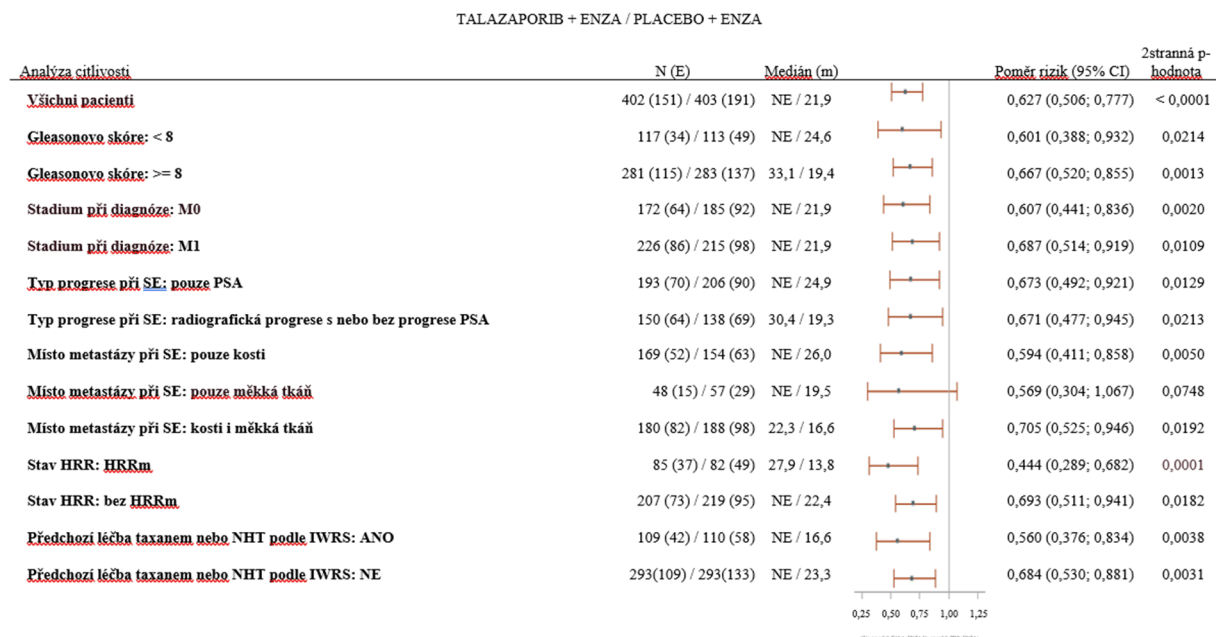 TALAZAPORIB + ENZA / PLACEBO + ENZA
Analýza citlivosti N (E) Medián (m) Poměr rizik (95% CI) 2stranná p-hodnota
Všichni pacienti 402 (151) / 403 (191) NE / 21,9 0,627 (0,506; 0,777) < 0,0001
Gleasonovo skóre: < 8 117 (34) / 113 (49) NE / 24,6 0,601 (0,388; 0,932) 0,0214
Gleasonovo skóre: >= 8 281 (115) / 283 (137) 33,1 / 19,4 0,667 (0,520; 0,855) 0,0013
Stadium při diagnóze: M0 172 (64) / 185 (92) NE / 21,9 0,607 (0,441; 0,836) 0,0020
Stadium při diagnóze: M1 226 (86) / 215 (98) NE / 21,9 0,687 (0,514; 0,919) 0,0109
Typ progrese při SE: pouze PSA 193 (70) / 206 (90) NE / 24,9 0,673 (0,492; 0,921) 0,0129
Typ progrese při SE: radiografická progrese s nebo bez progrese PSA 150 (64) / 138 (69) 30,4 / 19,3 0,671 (0,477; 0,945) 0,0213
Místo metastázy při SE: pouze kosti 169 (52) / 154 (63) NE / 26,0 0,594 (0,411; 0,858) 0,0050
Místo metastázy při SE: pouze měkká tkáň 48 (15) / 57 (29) NE / 19,5 0,569 (0,304; 1,067) 0,0748
Místo metastázy při SE: kosti i měkká tkáň 180 (82) / 188 (98) 22,3 / 16,6 0,705 (0,525; 0,946) 0,0192
Stav HRR: HRRm 85 (37) / 82 (49) 27,9 / 13,8 0,444 (0,289; 0,682) 0,0001
Stav HRR: bez HRRm 207 (73) / 219 (95) NE / 22,4 0,693 (0,511; 0,941) 0,0182
Předchozí léčba taxanem nebo NHT podle IWRS: ANO 109 (42) / 110 (58) NE / 16,6 0,560 (0,376; 0,834) 0,0038
Předchozí léčba taxanem nebo NHT podle IWRS: NE 293(109) / 293(133) NE / 23,3 0,684 (0,530; 0,881) 0,0031
0,25 0,50 0,75 1,00 1,25